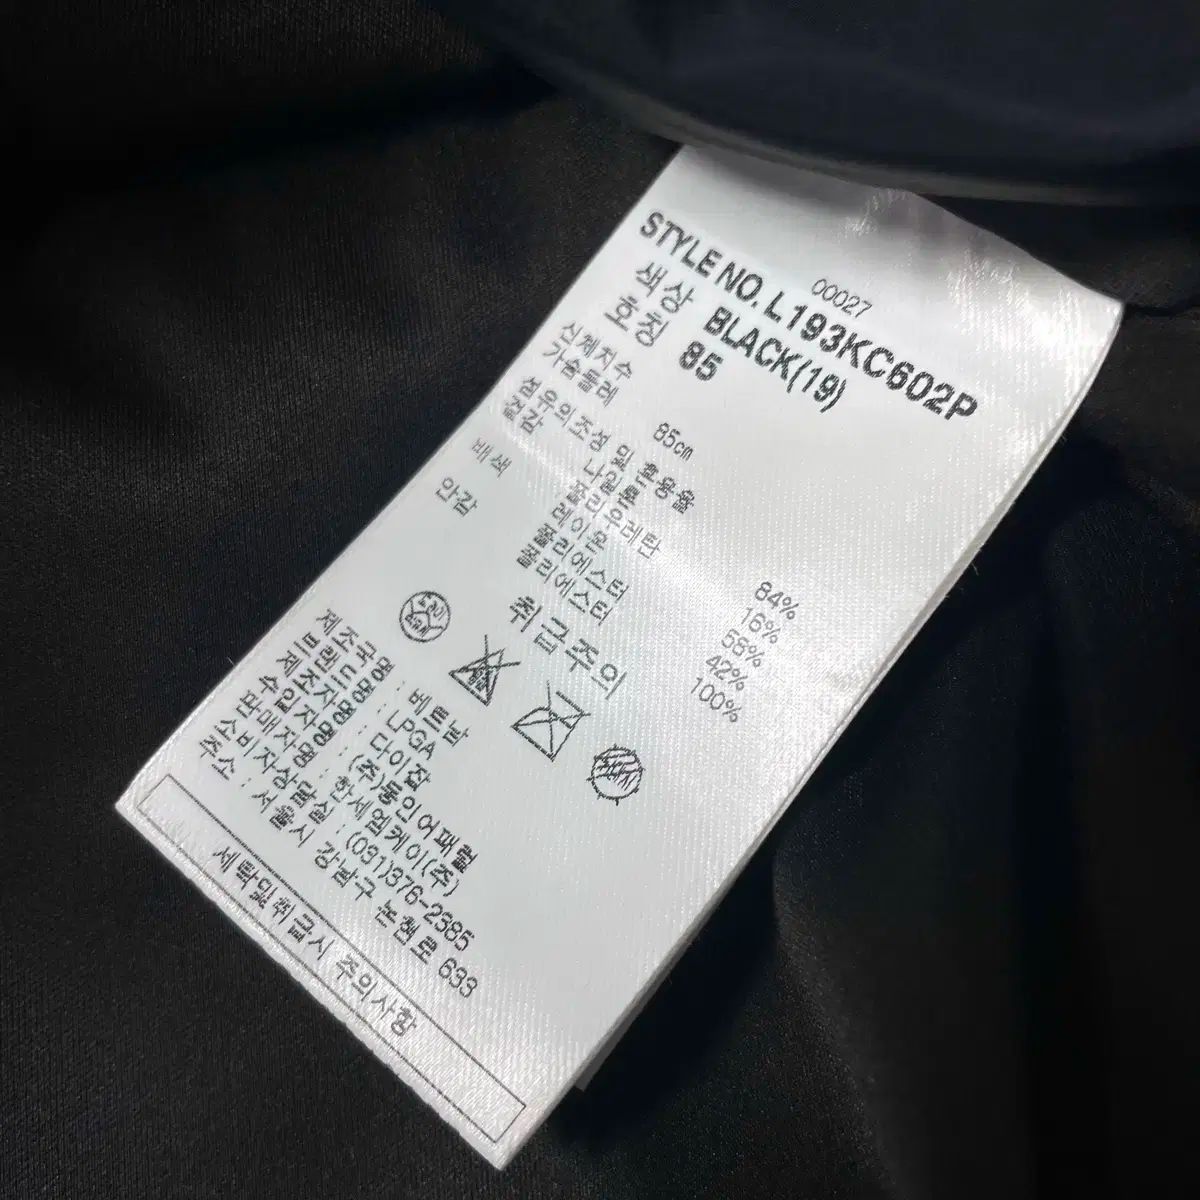 00027
STYLE NO. L193KC602P
색상 BLACK(19)
호칭 85
신체치수
가슴둘레 85cm
섬유의조성 및 혼용율
겉감 나일론 84%
폴리우레탄 16%
배색 레이온 58%
폴리에스터 42%
안감 폴리에스터 100%
취급주의
제조국명 : 베트남
브랜드명 : LPGA
제조자명 : 다이잡
수입자명 : (주)통인어패럴
판매자명 : 한세엠케이(주)
소비자상담실 : (031)376-2985
주소 : 서울시 강남구 논현로 633
세탁및취급시 주의사항